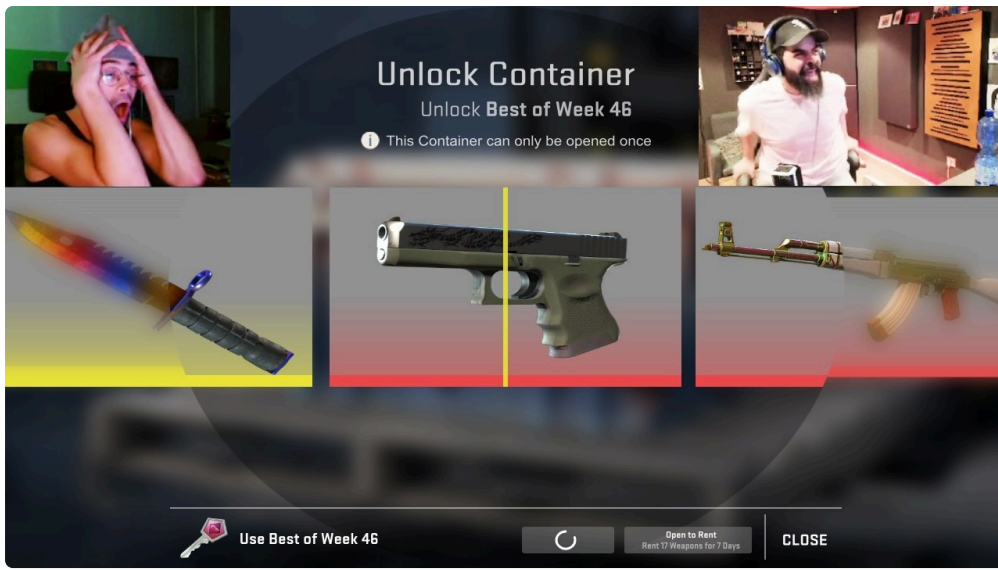 Unlock Container
Unlock Best of Week 46
i This Container can only be opened once
Use Best of Week 46
Open to Rent
Rent 17 Weapons for 7 Days
CLOSE